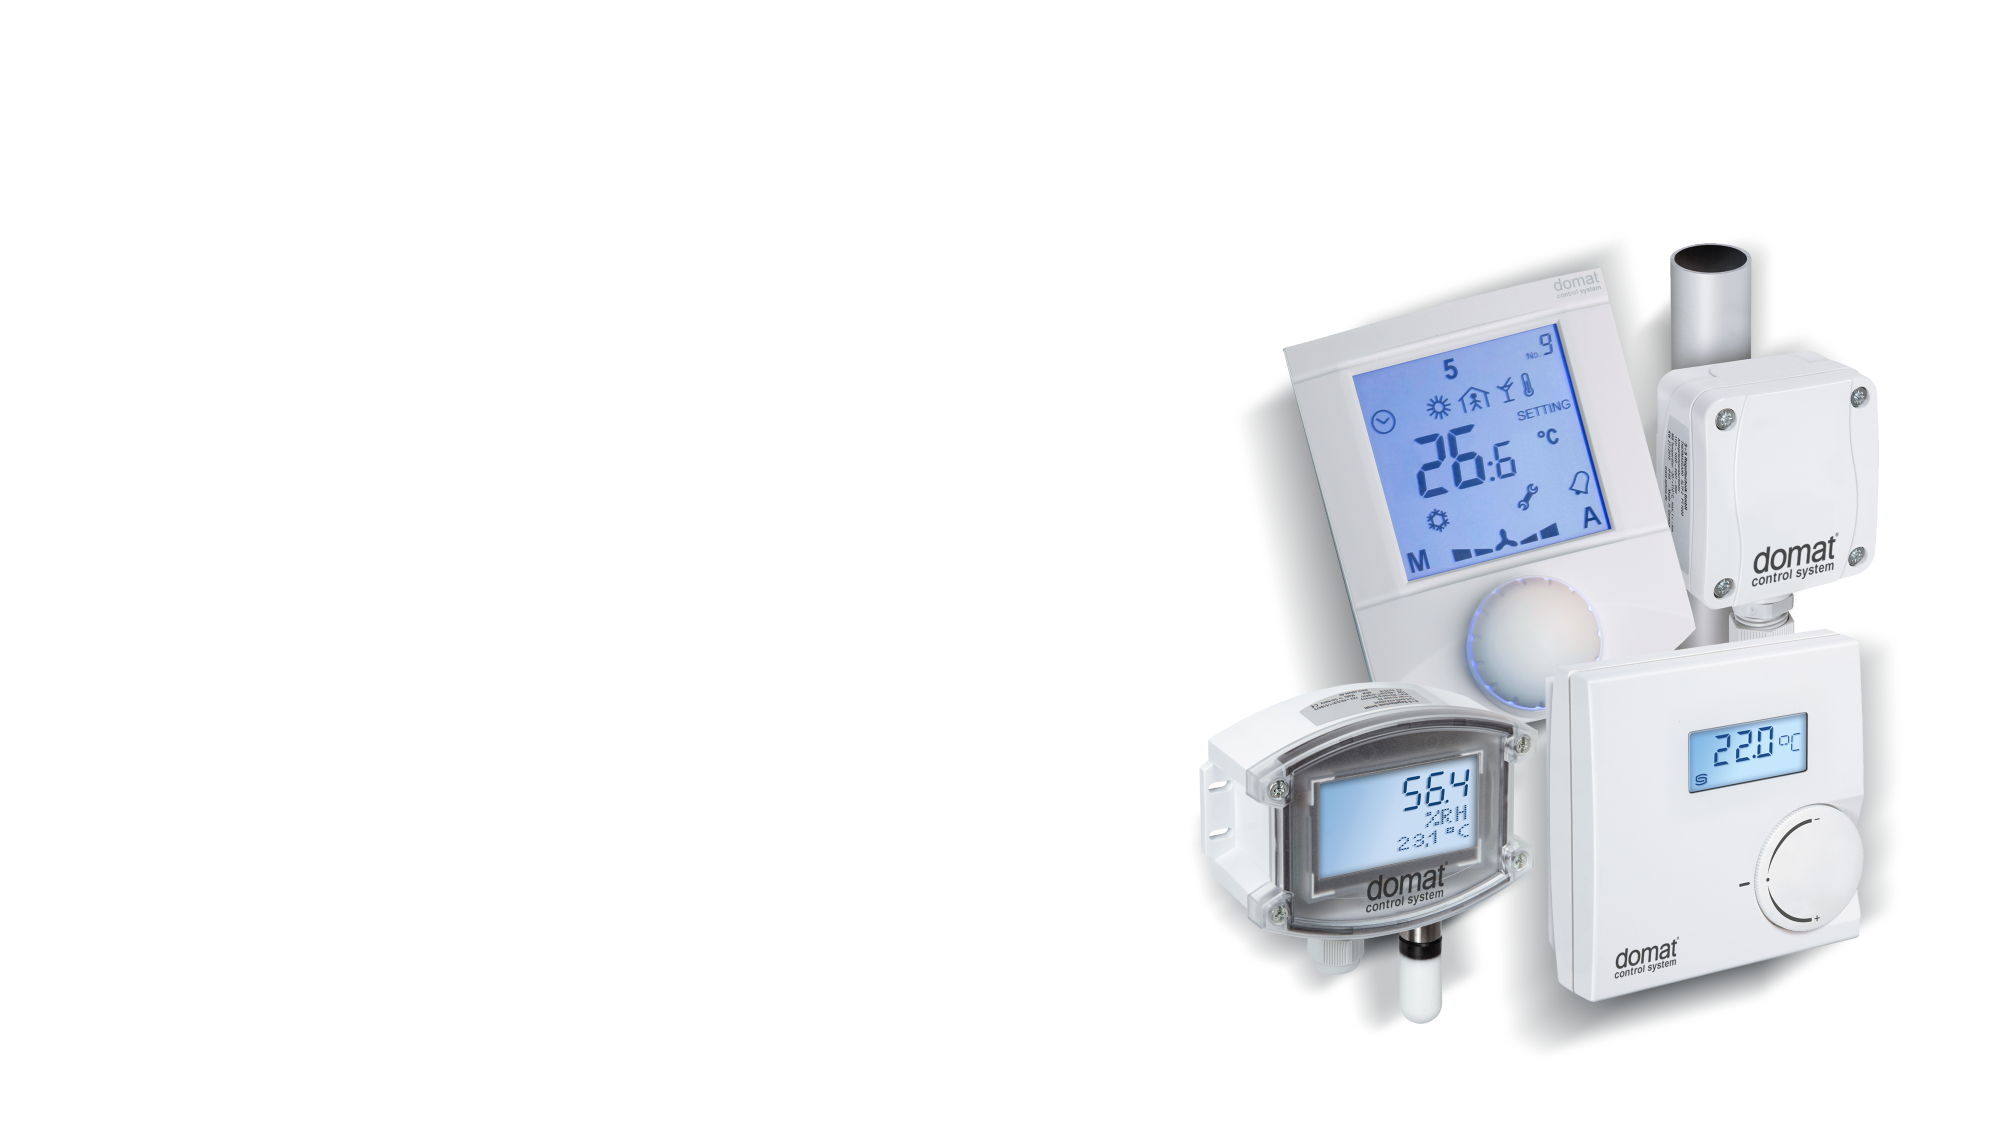 domat
control system
No. 9
5
SETTING
26:6
°C
M
A
domat®
control system
56.4
%RH
23,1 °C
domat®
control system
22.0 °C
S
-
+
domat®
control system